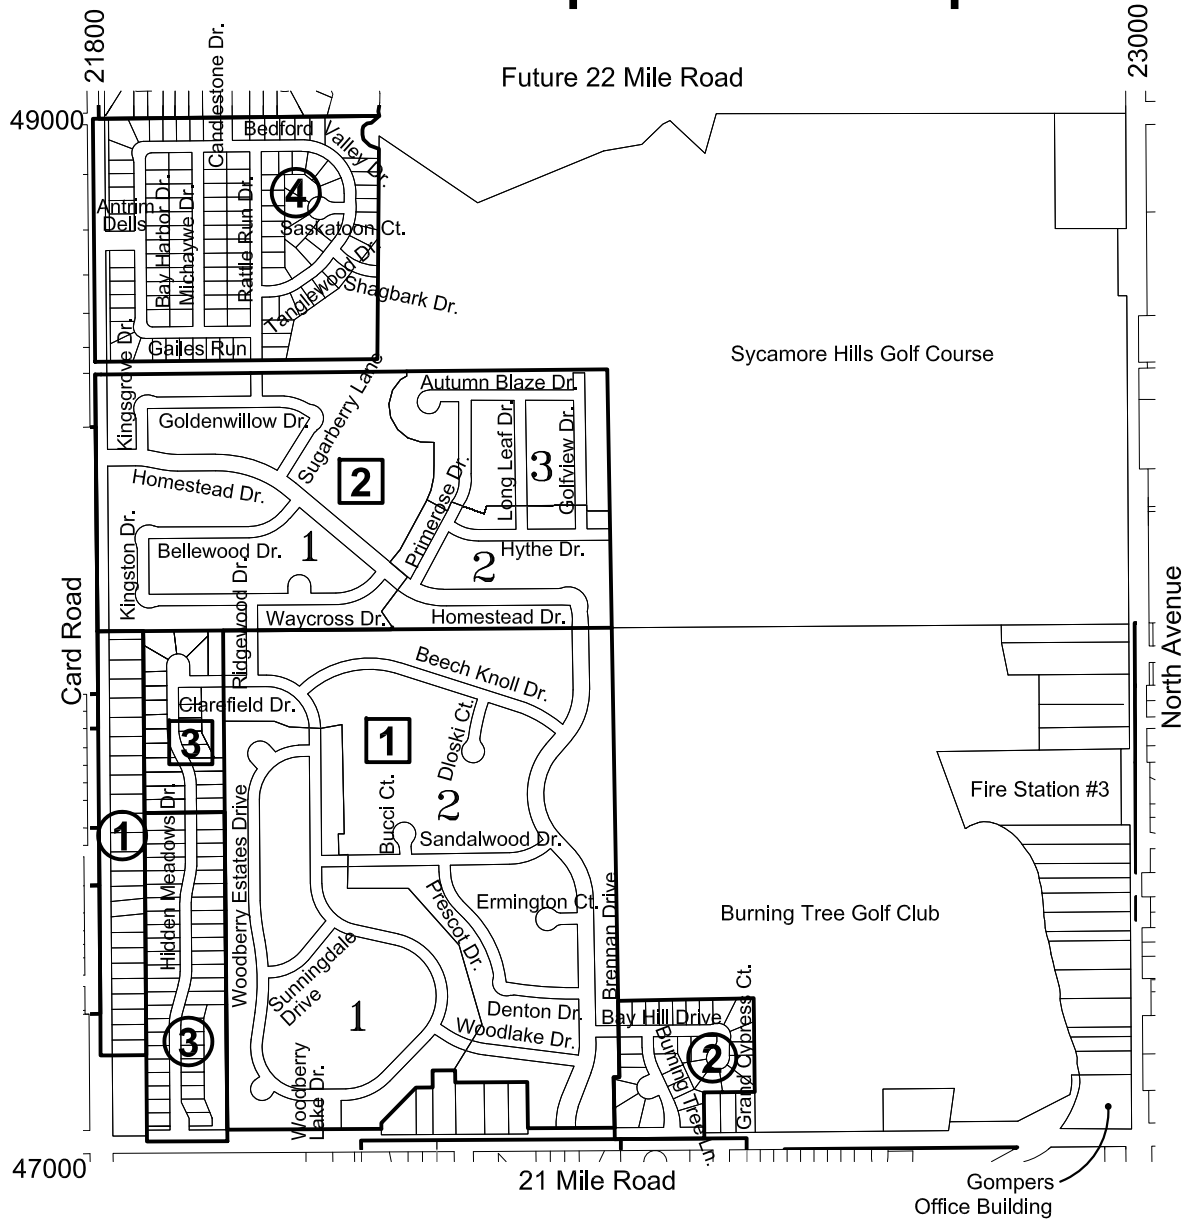 21800
23000
Future 22 Mile Road
49000
Candlestone Dr.
Bedford
Valley Dr.
4
Antrim
Dells
Bay Harbor Dr.
Michaywe Dr.
Rattle Run Dr.
Saskatoon Ct.
Tanglewood Dr.
Shagbark Dr.
Gailes Run
Kingsgrove Dr.
Sycamore Hills Golf Course
Sugarberry Lane
Autumn Blaze Dr.
Goldenwillow Dr.
Long Leaf Dr.
Golfview Dr.
3
2
Homestead Dr.
Primerose Dr.
Kingston Dr.
Bellewood Dr.
1
Hythe Dr.
2
Ridgewood Dr.
Waycross Dr.
Homestead Dr.
Card Road
North Avenue
Beech Knoll Dr.
Clarefield Dr.
3
1
Dloski Ct.
2
Bucci Ct.
Sandalwood Dr.
Fire Station #3
1
Hidden Meadows Dr.
Woodberry Estates Drive
Ermington Ct.
Prescot Dr.
Brennan Drive
Burning Tree Golf Club
Sunningdale
Drive
1
Denton Dr.
Woodlake Dr.
Bay Hill Drive
Grand Cypress Ct.
3
2
Burning Tree Ln.
Woodberry
Lake Dr.
47000
21 Mile Road
Gompers
Office Building